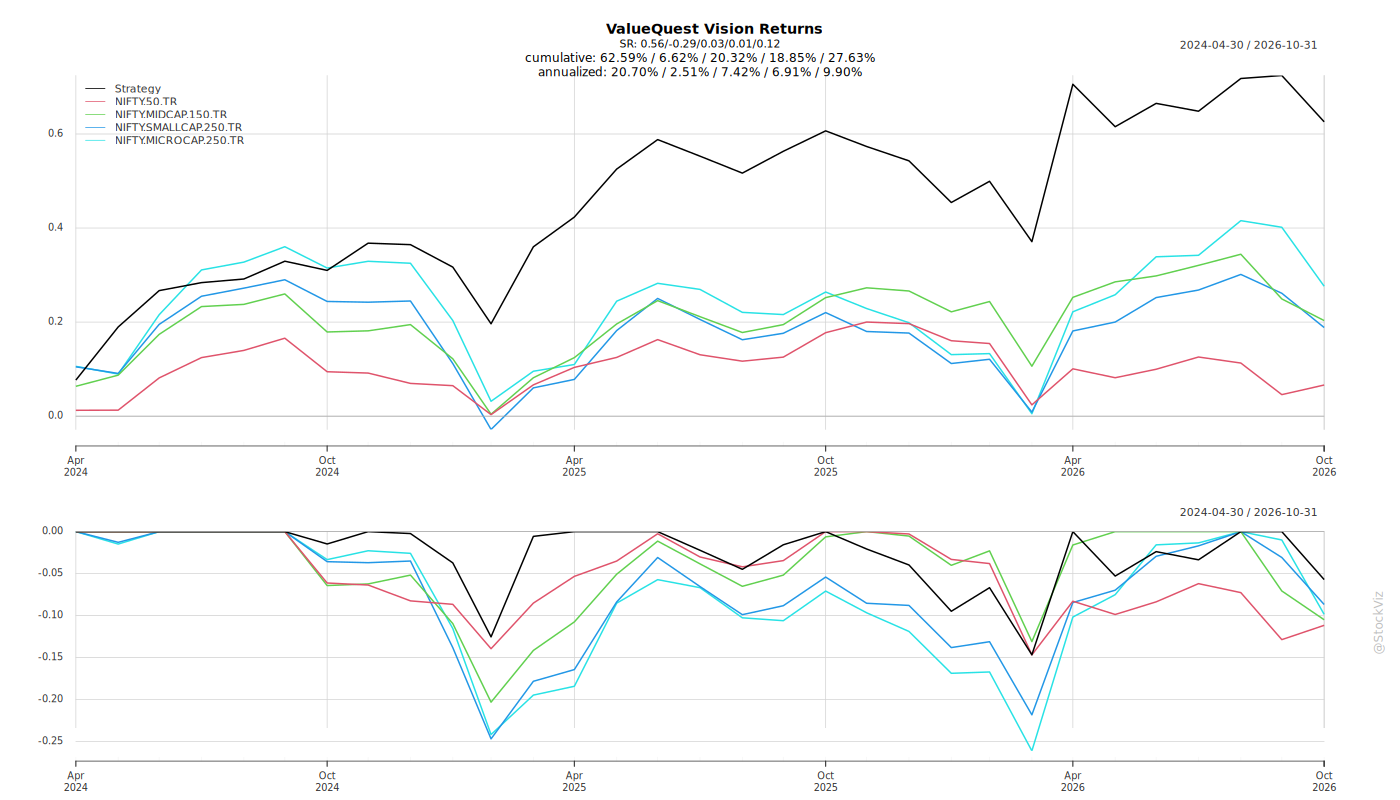 ValueQuest Vision Returns
SR: 0.56/-0.29/0.03/0.01/0.12
cumulative: 62.59% / 6.62% / 20.32% / 18.85% / 27.63%
annualized: 20.70% / 2.51% / 7.42% / 6.91% / 9.90%
2024-04-30 / 2026-10-31
Strategy
NIFTY.50.TR
NIFTY.MIDCAP.150.TR
NIFTY.SMALLCAP.250.TR
NIFTY.MICROCAP.250.TR
0.6
0.4
0.2
0.0
Apr 2024
Oct 2024
Apr 2025
Oct 2025
Apr 2026
Oct 2026
2024-04-30 / 2026-10-31
0.00
-0.05
-0.10
-0.15
-0.20
-0.25
Apr 2024
Oct 2024
Apr 2025
Oct 2025
Apr 2026
Oct 2026
@StockViz